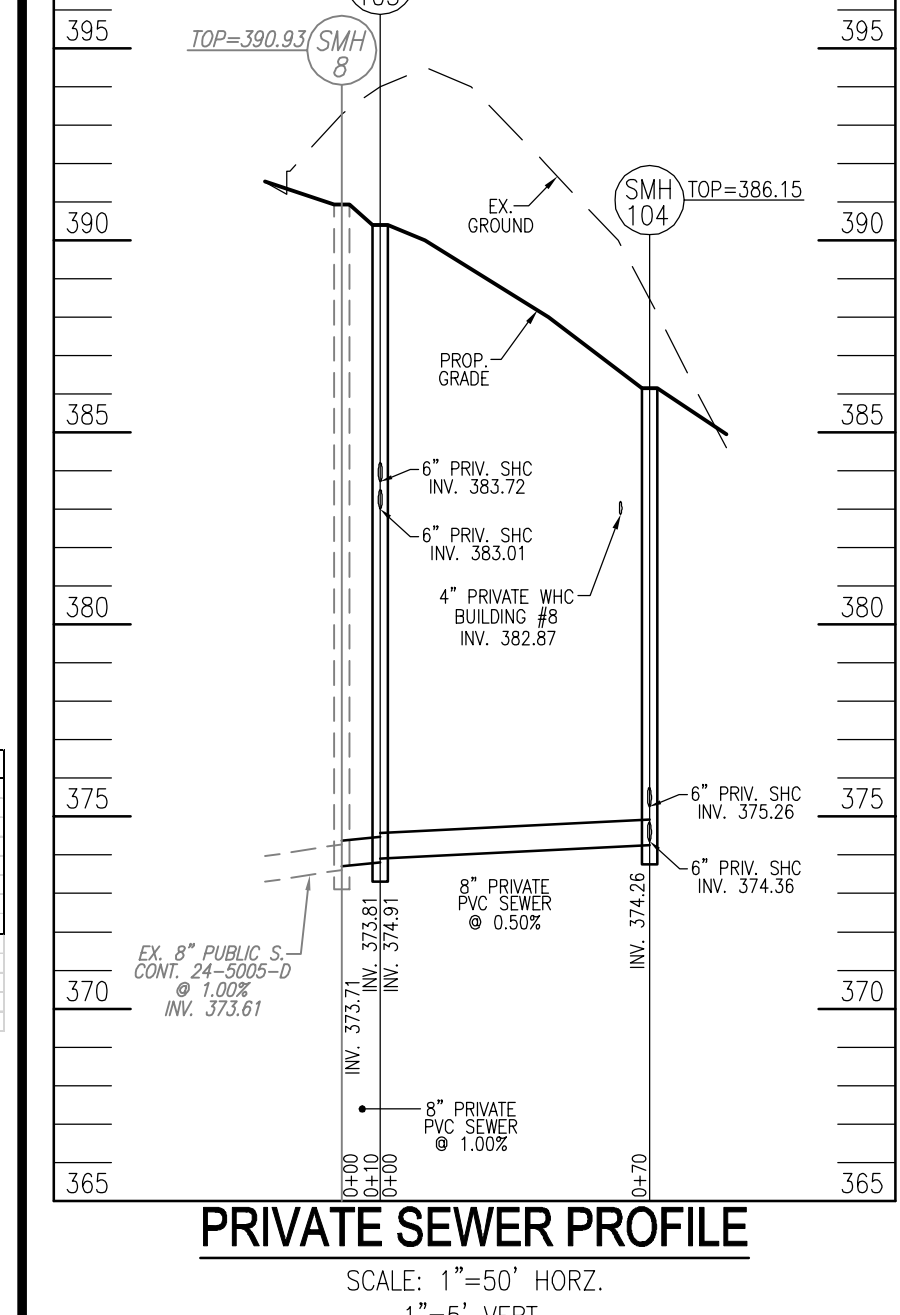 103
395
395
TOP=390.93
SMH
8
SMH
104
TOP=386.15
EX.
GROUND
390
390
PROP.
GRADE
385
385
6" PRIV. SHC
INV. 383.72
6" PRIV. SHC
INV. 383.01
4" PRIVATE WHC
BUILDING #8
INV. 382.87
380
380
375
375
6" PRIV. SHC
INV. 375.26
6" PRIV. SHC
INV. 374.36
8" PRIVATE
PVC SEWER
@ 0.50%
INV. 373.71
INV. 373.81
INV. 374.91
INV. 374.26
EX. 8" PUBLIC S.
CONT. 24-5005-D
@ 1.00%
INV. 373.61
370
370
8" PRIVATE
PVC SEWER
@ 1.00%
0+00
0+10
0+00
0+70
365
365
PRIVATE SEWER PROFILE
SCALE: 1"=50' HORZ.
1"=5' VERT.